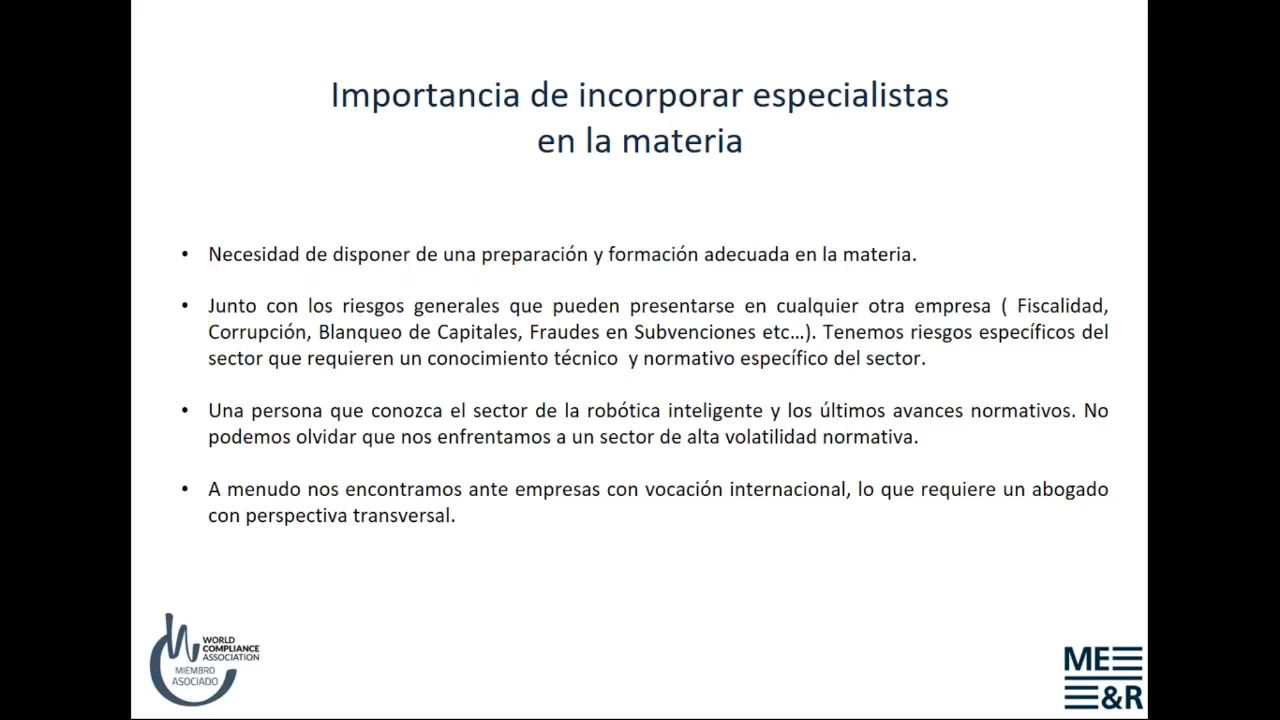 Importancia de incorporar especialistas
en la materia
• Necesidad de disponer de una preparación y formación adecuada en la materia.
• Junto con los riesgos generales que pueden presentarse en cualquier otra empresa ( Fiscalidad,
Corrupción, Blanqueo de Capitales, Fraudes en Subvenciones etc...). Tenemos riesgos específicos del
sector que requieren un conocimiento técnico  y normativo específico del sector.
• Una persona que conozca el sector de la robótica inteligente y los últimos avances normativos. No
podemos olvidar que nos enfrentamos a un sector de alta volatilidad normativa.
• A menudo nos encontramos ante empresas con vocación internacional, lo que requiere un abogado
con perspectiva transversal.
WORLD
COMPLIANCE
ASSOCIATION
MIEMBRO
ASOCIADO
ME
&R